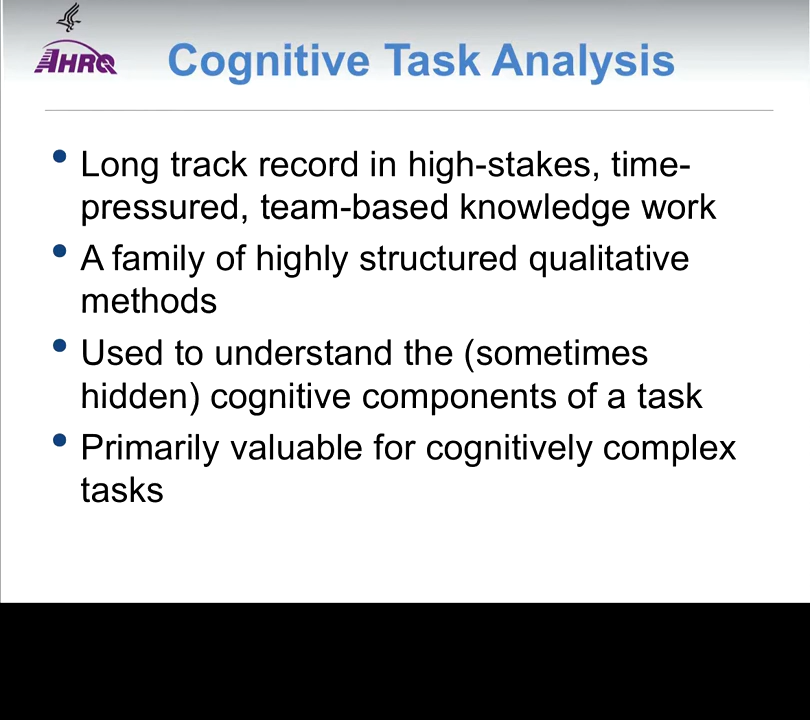 AHRQ
Cognitive Task Analysis
• Long track record in high-stakes, time-
pressured, team-based knowledge work
• A family of highly structured qualitative
methods
• Used to understand the (sometimes
hidden) cognitive components of a task
• Primarily valuable for cognitively complex
tasks